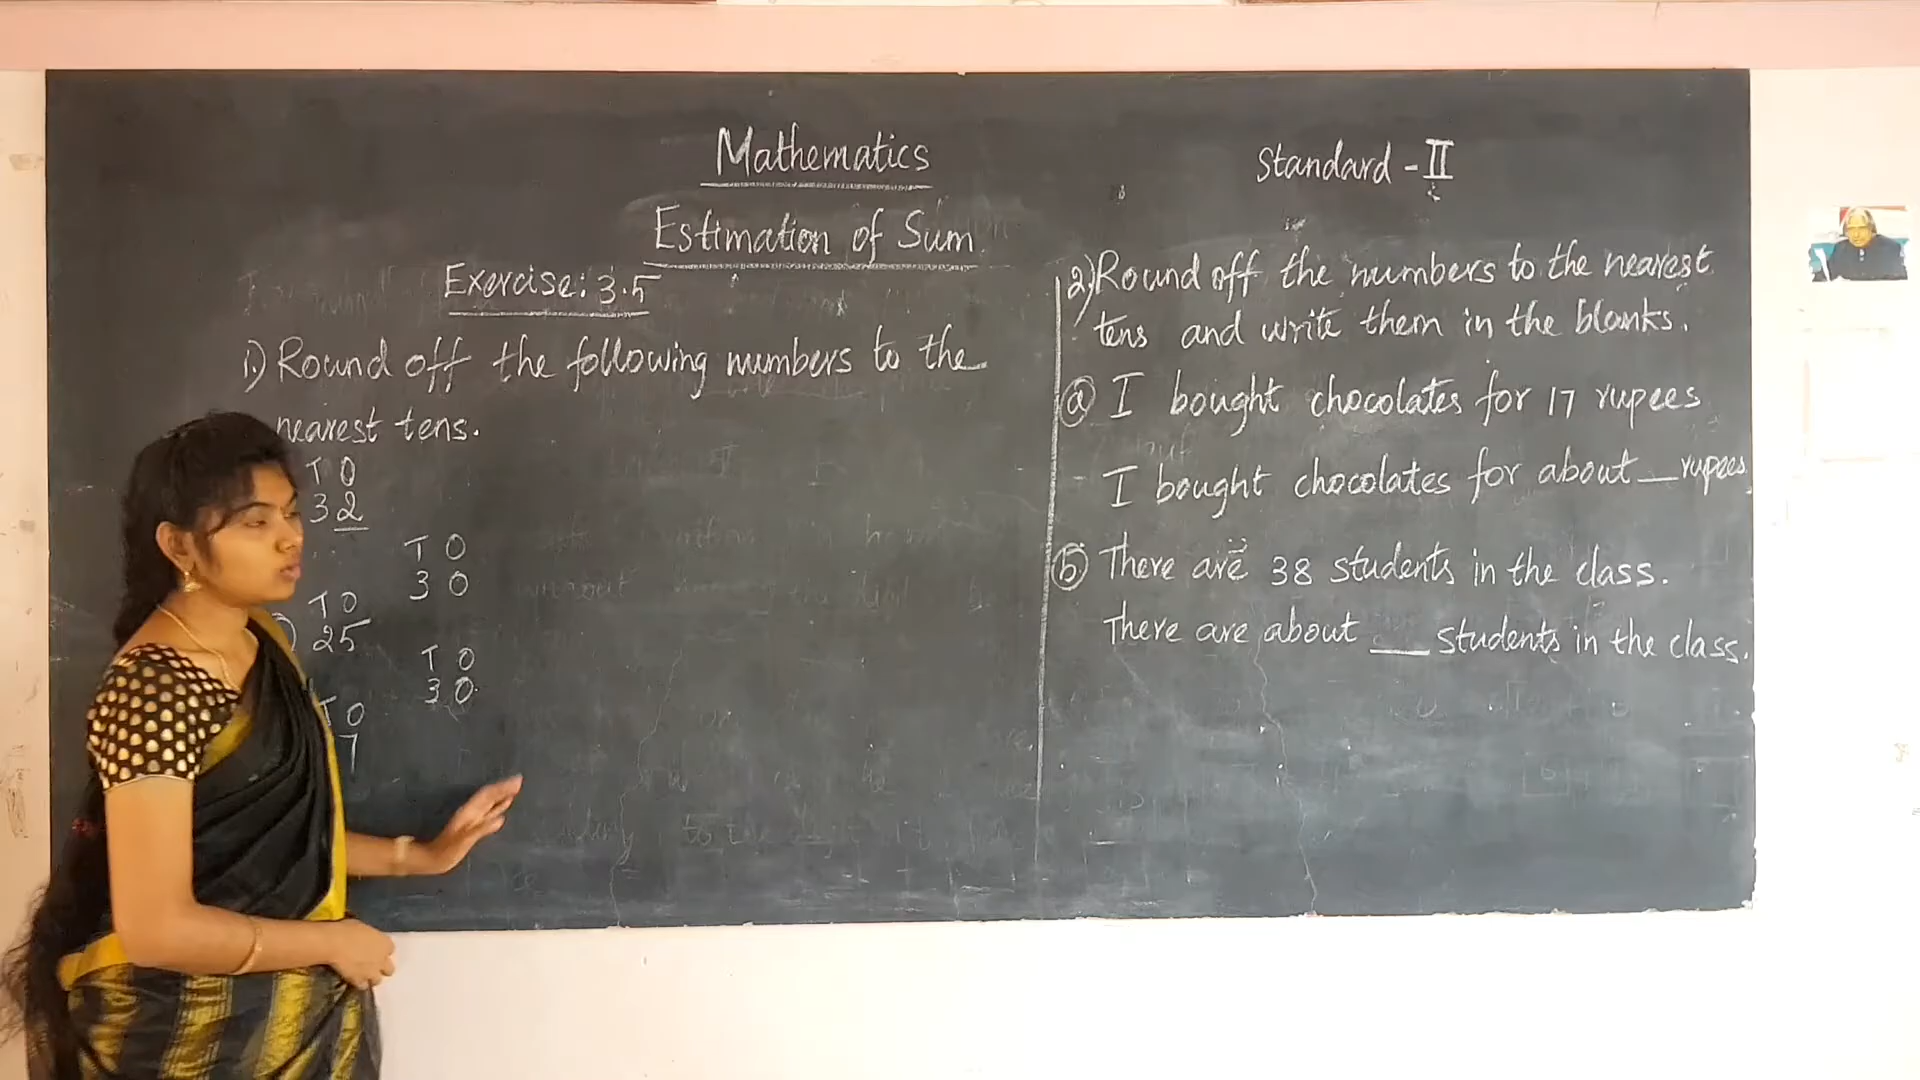 Mathematics
Standard - II
Estimation of Sum
Exercise: 3.5
1.) Round off the following numbers to the
nearest tens.
T O
3 2
T O
3 0
T O
25
T O
3 0
T O
7
2) Round off the numbers to the nearest
tens and write them in the blanks.
(a) I bought chocolates for 17 rupees
I bought chocolates for about __ rupees.
(b) There are 38 students in the class.
There are about __ students in the class.